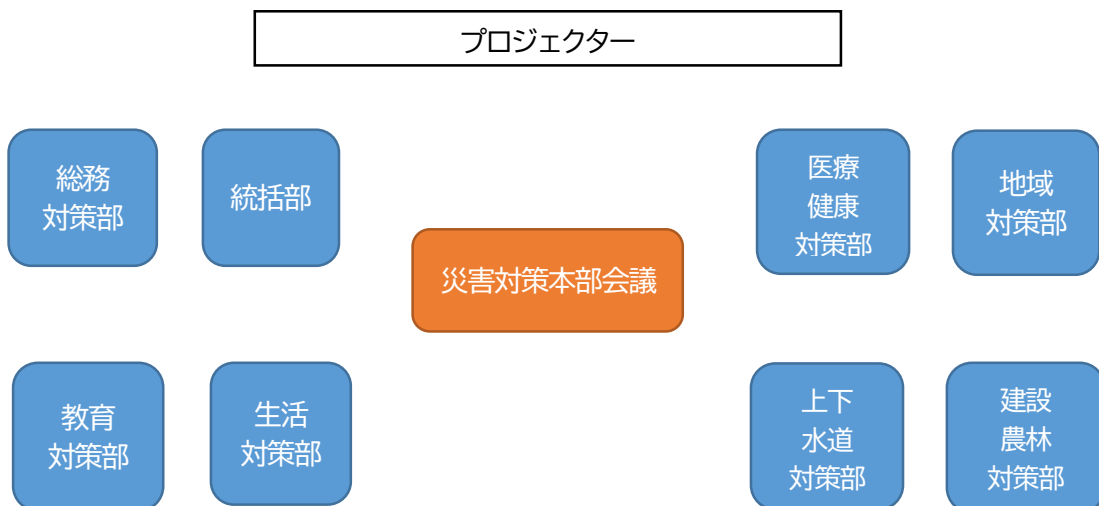 プロジェクター
総務
対策部
統括部
医療
健康
対策部
地域
対策部
災害対策本部会議
教育
対策部
生活
対策部
上下
水道
対策部
建設
農林
対策部